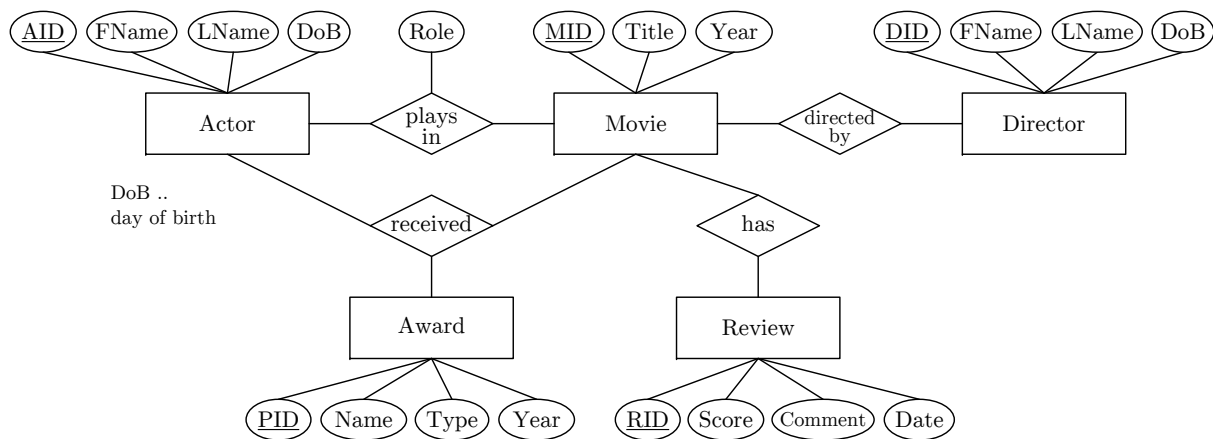 AID FName LName DoB Role MID Title Year DID FName LName DoB
Actor plays in Movie directed by Director
DoB ..
day of birth
received has
Award Review
PID Name Type Year RID Score Comment Date